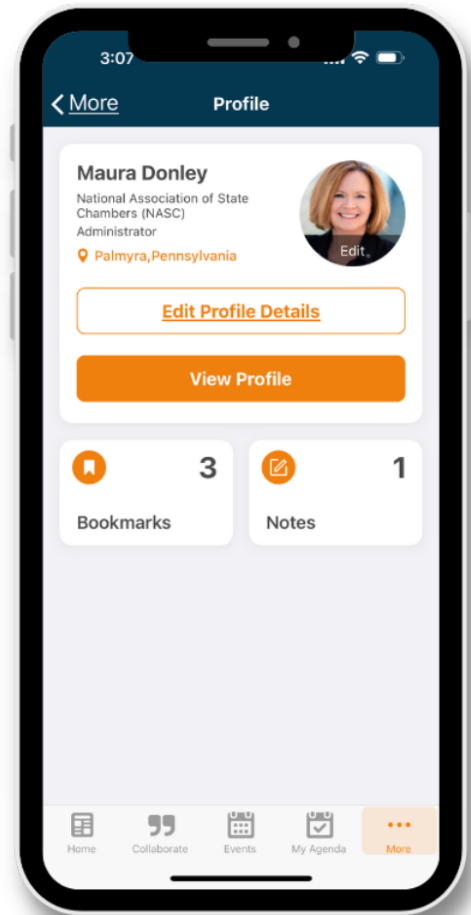 3:07
More
Profile
Maura Donley
National Association of State
Chambers (NASC)
Administrator
Palmyra,Pennsylvania
Edit
Edit Profile Details
View Profile
3
Bookmarks
1
Notes
Home
Collaborate
Events
My Agenda
More